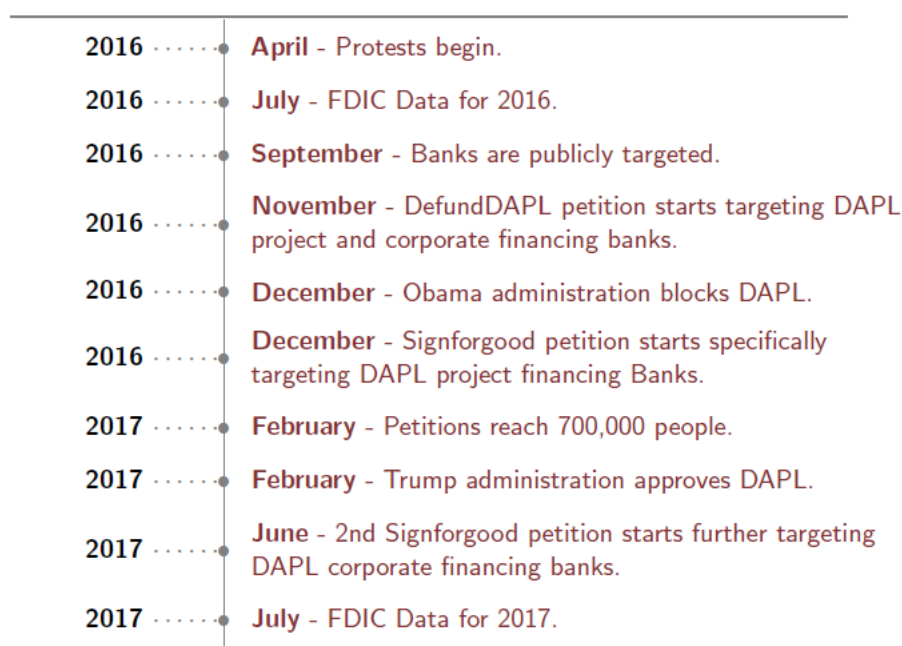 2016 April - Protests begin.
2016 July - FDIC Data for 2016.
2016 September - Banks are publicly targeted.
2016 November - DefundDAPL petition starts targeting DAPL
project and corporate financing banks.
2016 December - Obama administration blocks DAPL.
2016 December - Signforgood petition starts specifically
targeting DAPL project financing Banks.
2017 February - Petitions reach 700,000 people.
2017 February - Trump administration approves DAPL.
2017 June - 2nd Signforgood petition starts further targeting
DAPL corporate financing banks.
2017 July - FDIC Data for 2017.